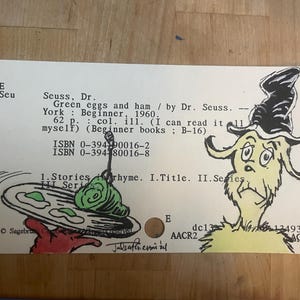 E
Seu
Seuss, Dr.
Green eggs and ham / by Dr. Seuss. --
York : Beginner, 1960.
62 p. : col. ill. (I can read it all
myself) (Beginner books ; B-16)
ISBN 0-394-90016-2
ISBN 0-394-80016-8
1.Stories rhyme. I.Title. II.Series
III.Seri
E
© Sagebru
AACR2